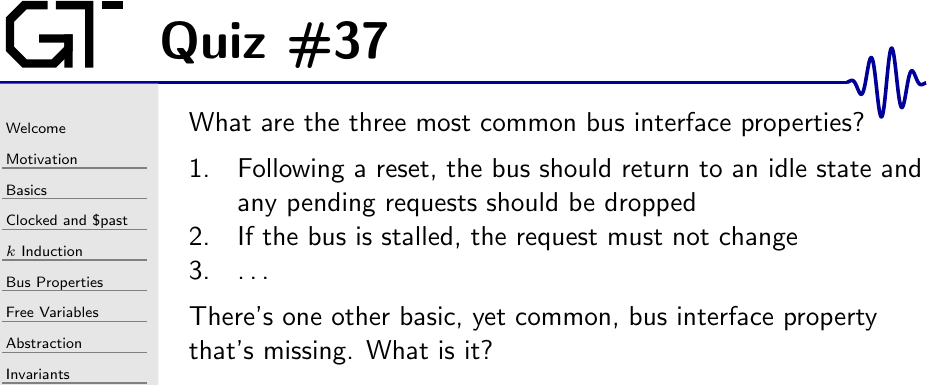 GT
Quiz #37
Welcome
Motivation
Basics
Clocked and $past
k Induction
Bus Properties
Free Variables
Abstraction
Invariants
What are the three most common bus interface properties?
1. Following a reset, the bus should return to an idle state and
any pending requests should be dropped
2. If the bus is stalled, the request must not change
3. ...
There's one other basic, yet common, bus interface property
that's missing. What is it?